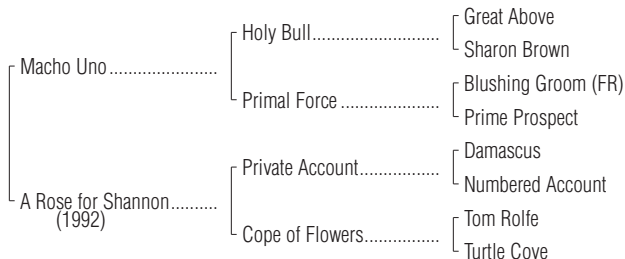 Great Above
Holy Bull
Sharon Brown
Macho Uno
Blushing Groom (FR)
Primal Force
Prime Prospect
Damascus
Private Account
Numbered Account
A Rose for Shannon
(1992)
Tom Rolfe
Cope of Flowers
Turtle Cove